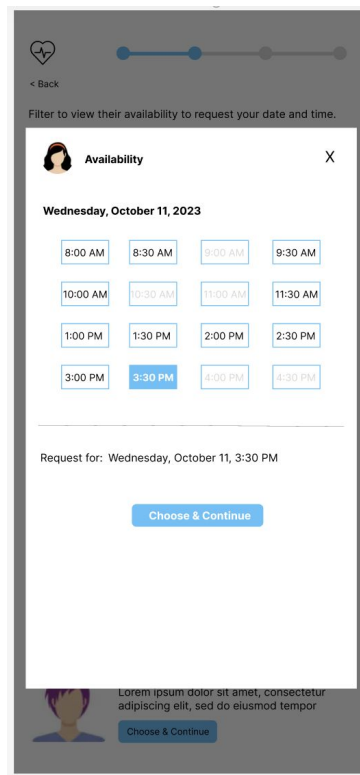 < Back
Filter to view their availability to request your date and time.
Availability X
Wednesday, October 11, 2023
8:00 AM 8:30 AM 9:00 AM 9:30 AM
10:00 AM 10:30 AM 11:00 AM 11:30 AM
1:00 PM 1:30 PM 2:00 PM 2:30 PM
3:00 PM 3:30 PM 4:00 PM 4:30 PM
Request for: Wednesday, October 11, 3:30 PM
Choose & Continue
Lorem ipsum dolor sit amet, consectetur
adipiscing elit, sed do eiusmod tempor
Choose & Continue